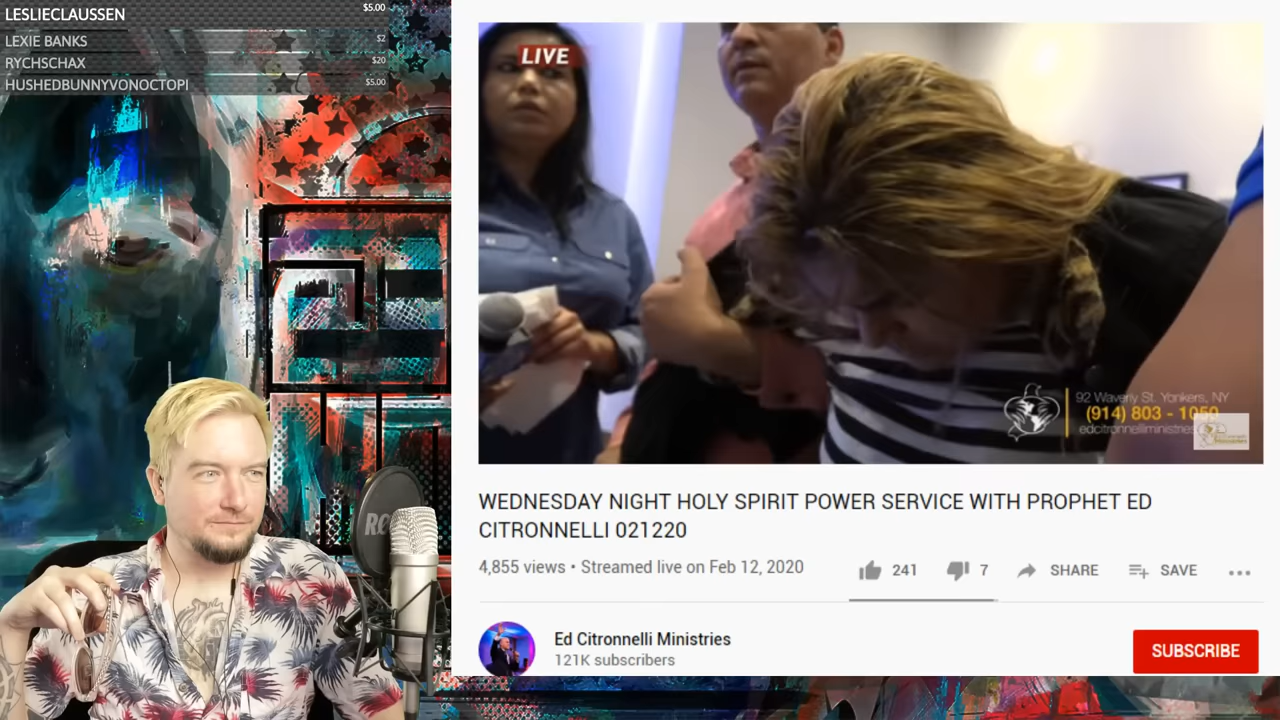 LESLIECLAUSSEN $5.00
LEXIE BANKS $2
RYCHSCHAX $20
HUSHEDBUNNYVONOCTOPI $5.00
LIVE
92 Waverly St. Yonkers, NY
(914) 803 - 1050
edcitronnelliministries
WEDNESDAY NIGHT HOLY SPIRIT POWER SERVICE WITH PROPHET ED
CITRONNELLI 021220
4,855 views • Streamed live on Feb 12, 2020
241 7 SHARE SAVE
Ed Citronnelli Ministries
121K subscribers
SUBSCRIBE